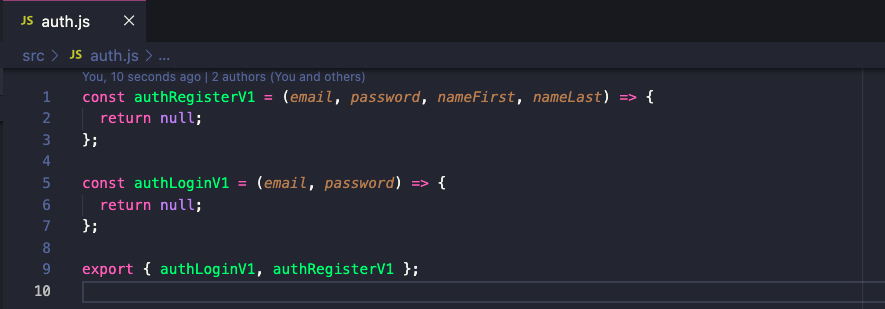 JS auth.js ×
src > JS auth.js > ...
You, 10 seconds ago | 2 authors (You and others)
1 const authRegisterV1 = (email, password, nameFirst, nameLast) => {
2   return null;
3 };
4
5 const authLoginV1 = (email, password) => {
6   return null;
7 };
8
9 export { authLoginV1, authRegisterV1 };
10